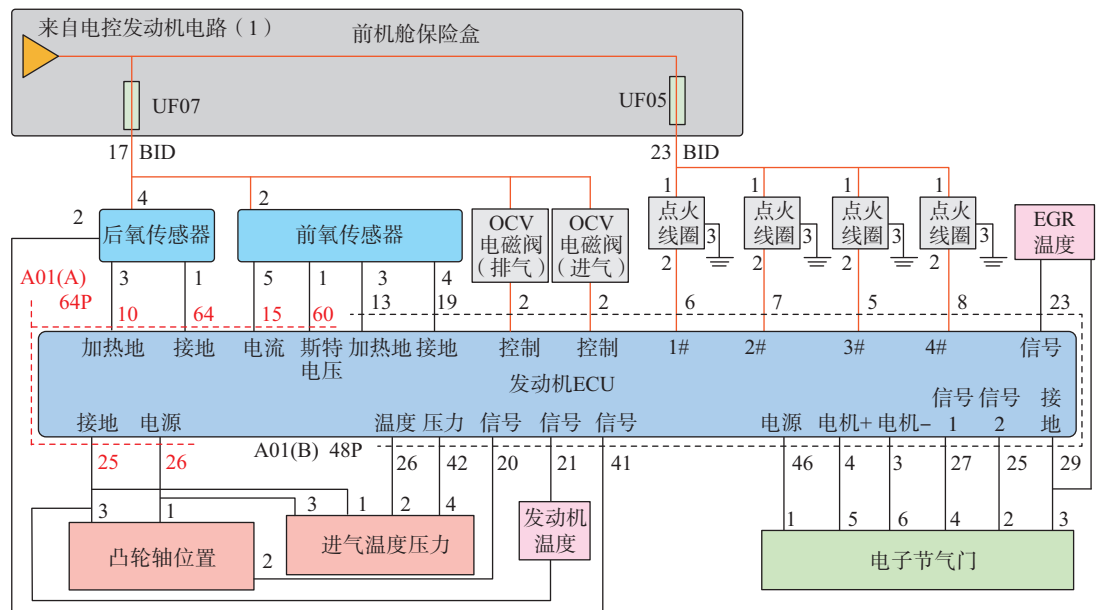 来自电控发动机电路（1）
前机舱保险盒
UF07
UF05
17 BID
23 BID
2
4
2
1
1
1
1
后氧传感器
前氧传感器
OCV
电磁阀
（排气）
OCV
电磁阀
（进气）
点火
线圈
3
点火
线圈
3
点火
线圈
3
点火
线圈
3
EGR
温度
2
2
2
2
A01(A)
64P
3
1
5
1
3
4
10
64
15
60
13
19
2
2
6
7
5
8
23
加热地
接地
电流
斯特
电压
加热地
接地
控制
控制
1#
2#
3#
4#
信号
发动机ECU
接地
电源
温度
压力
信号
信号
信号
电源
电机+
电机−
信号
1
信号
2
接
地
A01(B) 48P
25
26
26
42
20
21
41
46
4
3
27
25
29
3
1
3
1
2
4
1
5
6
4
2
3
凸轮轴位置
2
进气温度压力
发动机
温度
电子节气门